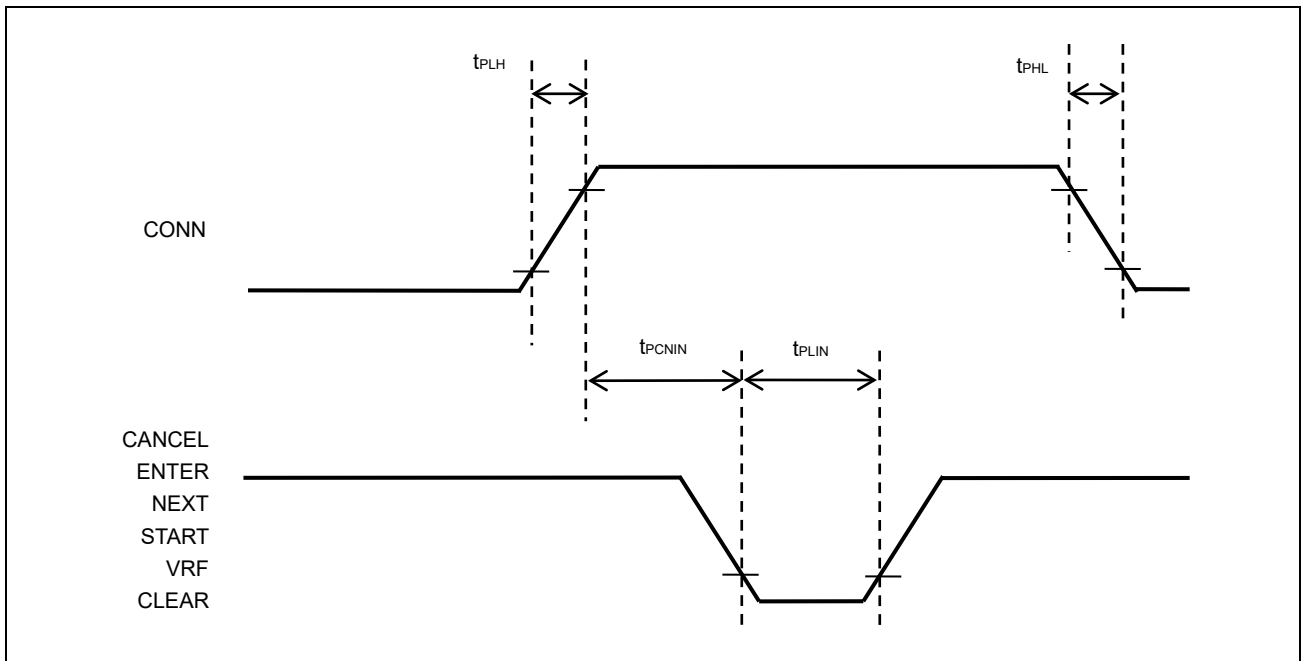 tPLH
tPHL
CONN
tPCNIN
tPLIN
CANCEL
ENTER
NEXT
START
VRF
CLEAR